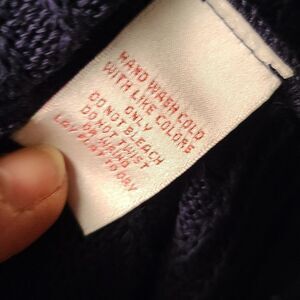 HAND WASH COLD
WITH LIKE COLORS
ONLY
DO NOT BLEACH
DO NOT TWIST
OR WRING
LAY FLAT TO DRY